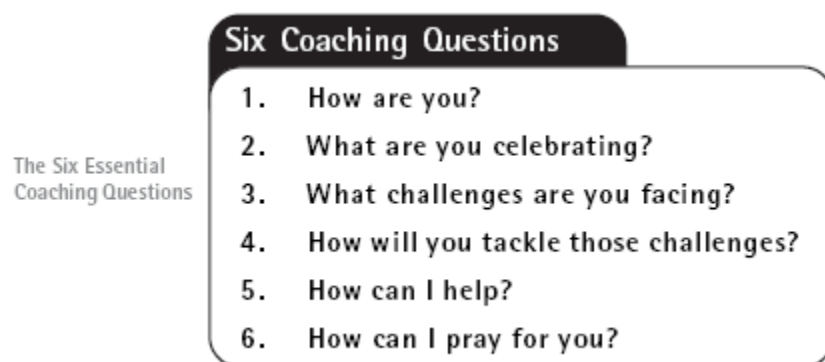 Six Coaching Questions
The Six Essential
Coaching Questions
1. How are you?
2. What are you celebrating?
3. What challenges are you facing?
4. How will you tackle those challenges?
5. How can I help?
6. How can I pray for you?